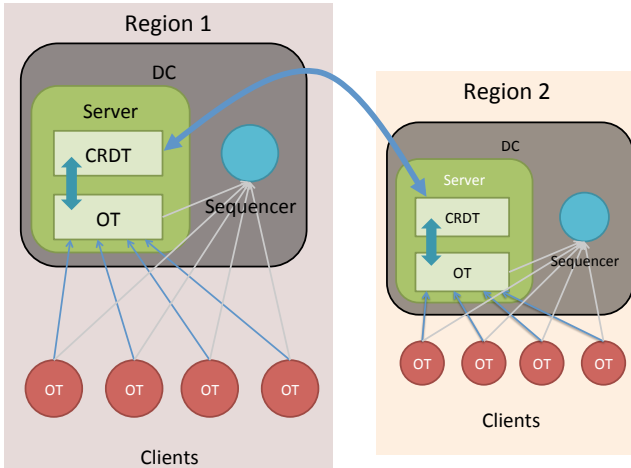 Region 1
DC
Server
CRDT
OT
Sequencer
OT
OT
OT
OT
Clients
Region 2
DC
Server
CRDT
OT
Sequencer
OT
OT
OT
OT
Clients